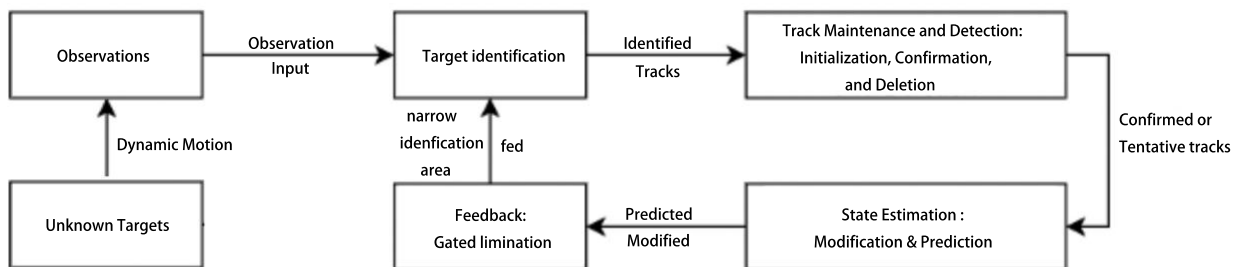 Observations
Observation
Input
Target identification
Identified
Tracks
Track Maintenance and Detection:
Initialization, Confirmation,
and Deletion
Dynamic Motion
narrow
idenfication
area
fed
Confirmed or
Tentative tracks
Unknown Targets
Feedback:
Gated limination
Predicted
Modified
State Estimation :
Modification & Prediction